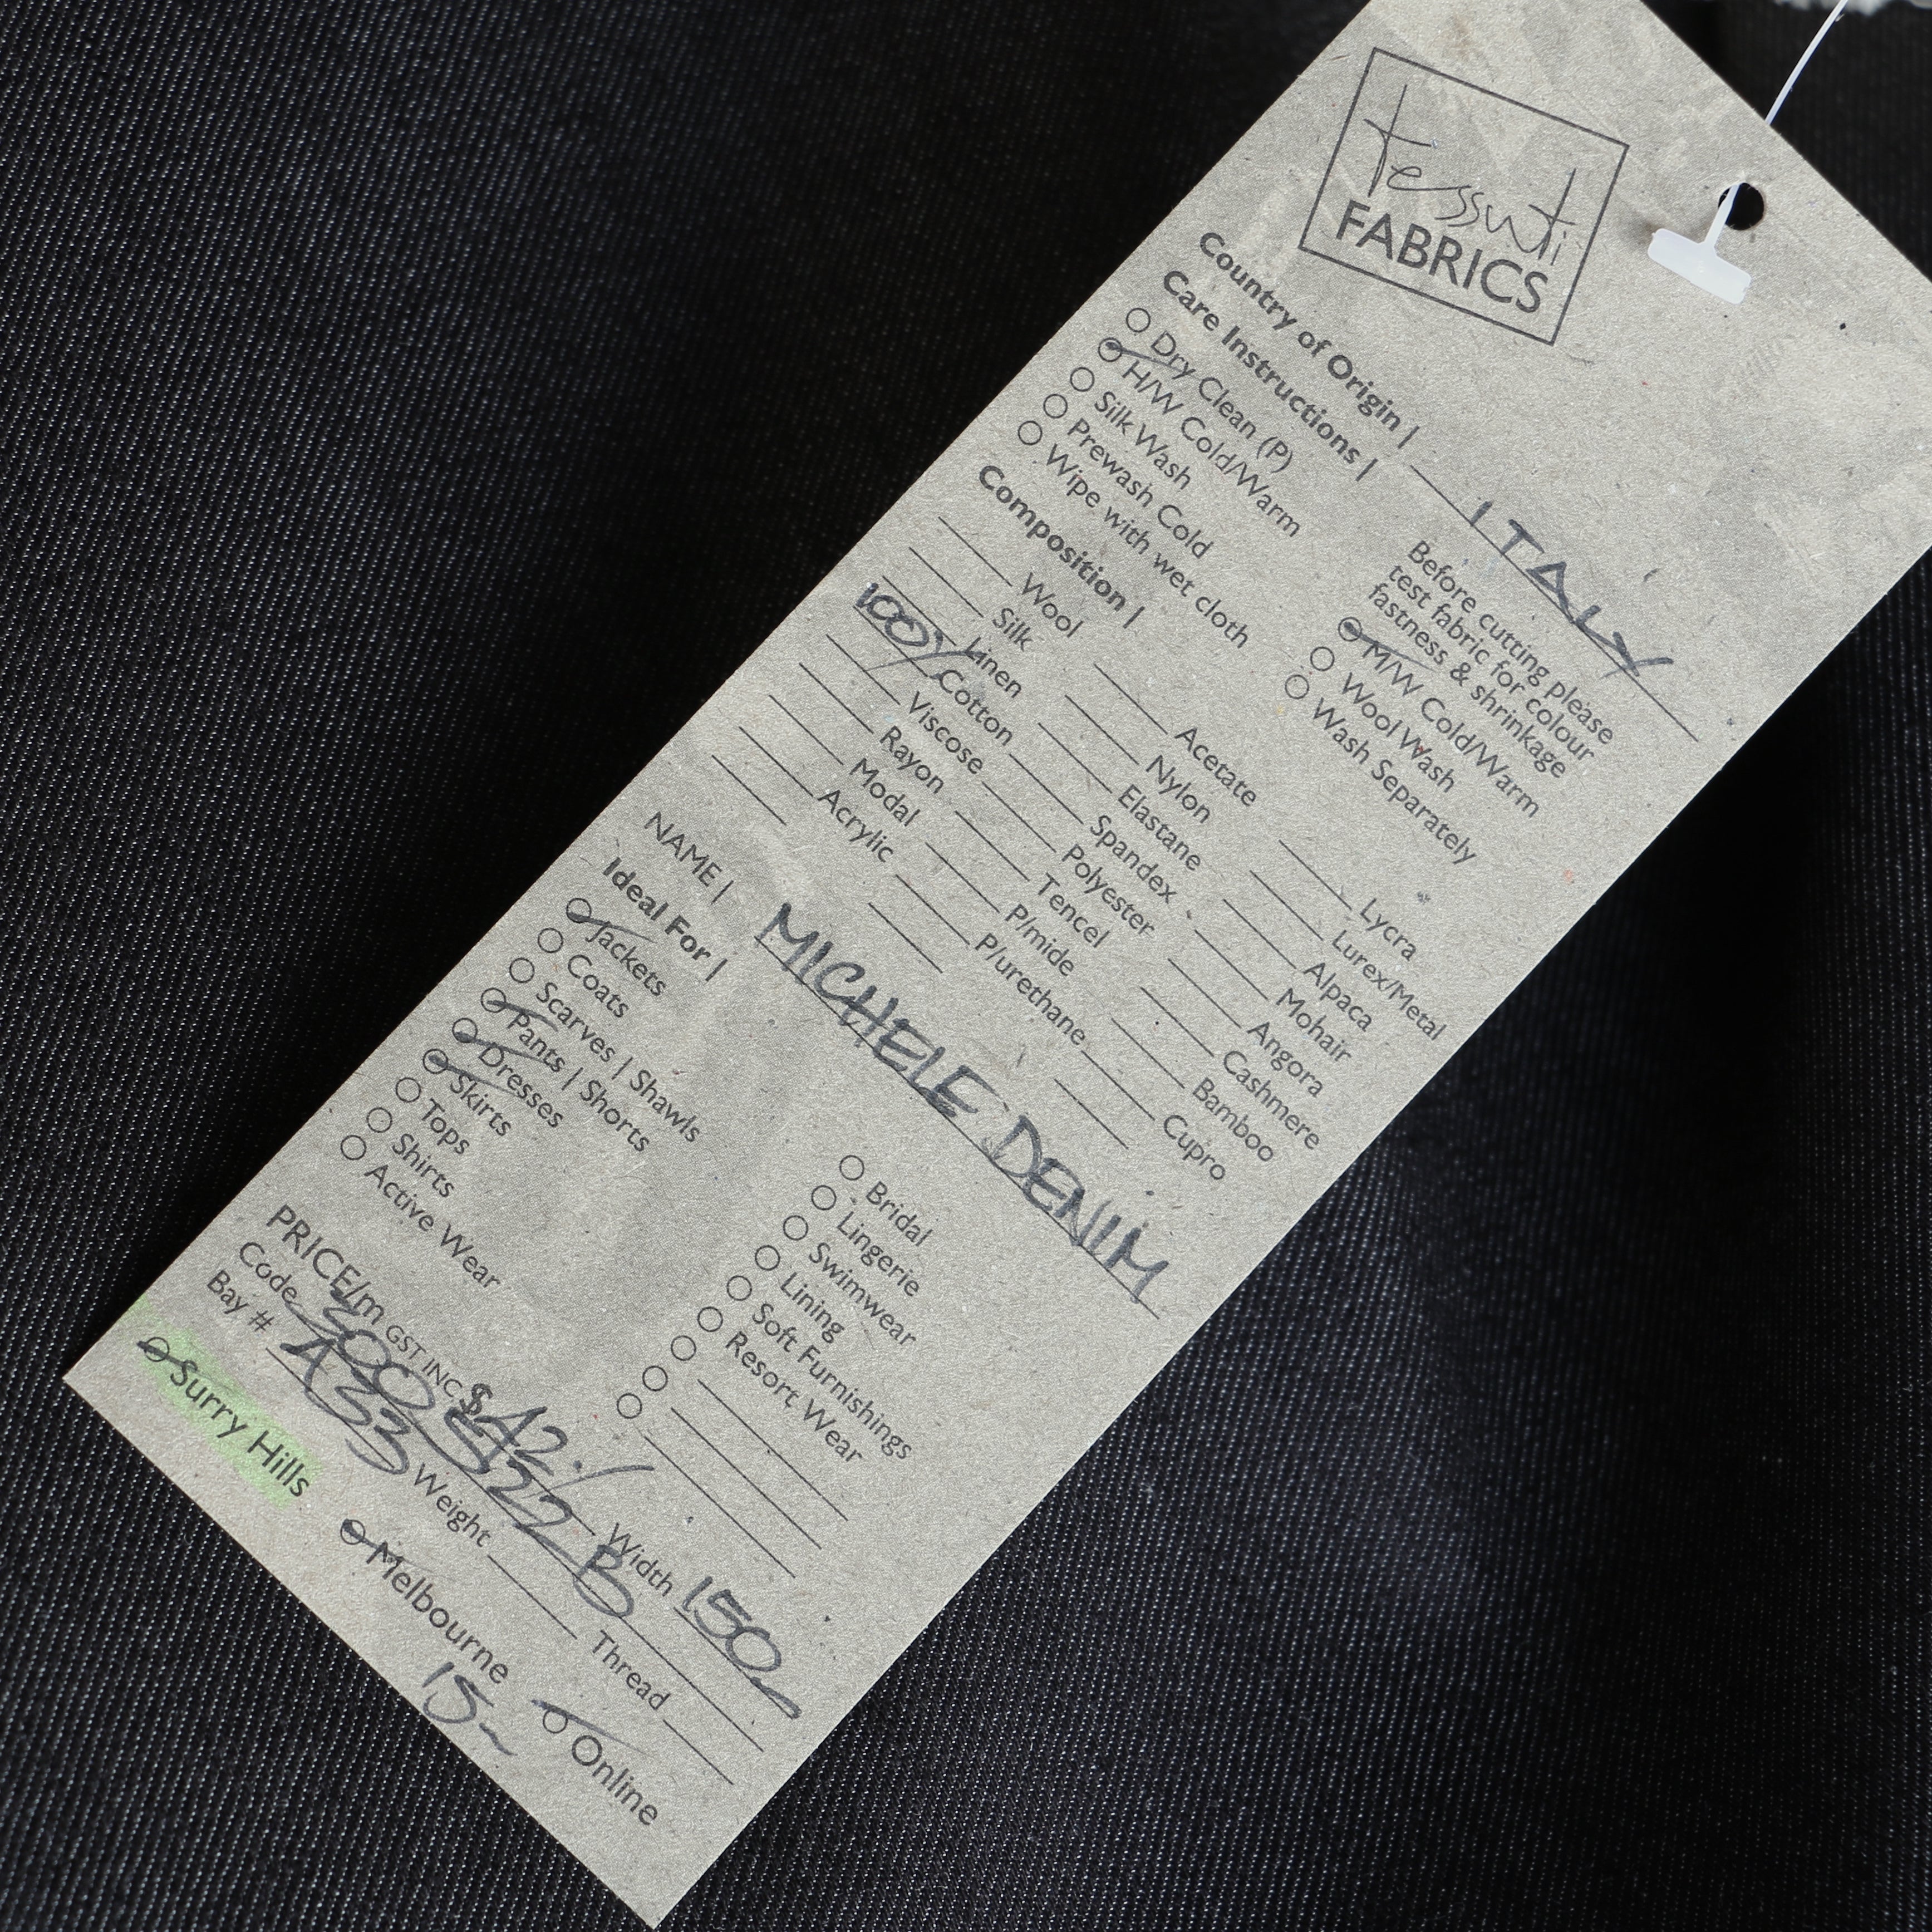 tessuti
FABRICS
Country of Origin | ITALY
Care Instructions |
Before cutting please
test fabric for colour
fastness & shrinkage
Dry Clean (P)
H/W Cold/Warm
Silk Wash
Prewash Cold
Wipe with wet cloth
M/W Cold/Warm
Wool Wash
Wash Separately
Composition |
Wool Acetate Lycra
Silk Nylon Lurex/Metal
Linen Elastane Alpaca
100% Cotton Spandex Mohair
Viscose Polyester Angora
Rayon Tencel Cashmere
Modal P/mide Bamboo
Acrylic P/urethane Cupro
NAME | MICHELE DENIM
Ideal For |
Jackets
Coats
Scarves | Shawls
Pants | Shorts
Dresses
Skirts
Tops
Shirts
Active Wear
Bridal
Lingerie
Swimwear
Lining
Soft Furnishings
Resort Wear
PRICE/m GST INC $42./ Width 150
Code 300 522 B
Bay # A33 Weight Thread
Surry Hills Melbourne Online
15-